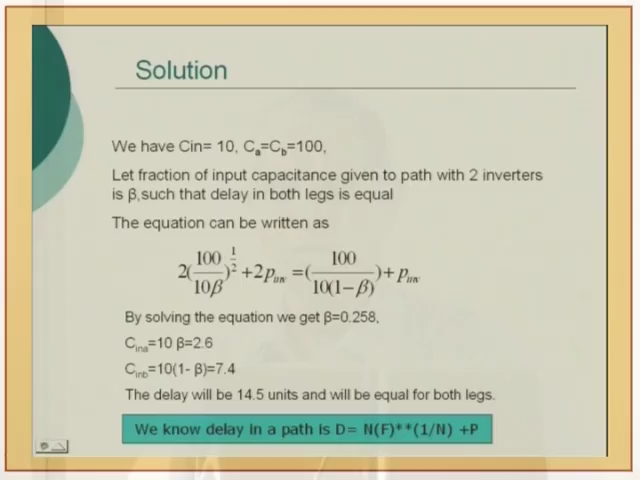 Solution
We have Cin= 10, Ca=Cb=100,
Let fraction of input capacitance given to path with 2 inverters
is β,such that delay in both legs is equal
The equation can be written as
2(100/10β)^(1/2) +2p_inv =(100/10(1−β))+ p_inv
By solving the equation we get β=0.258,
Cina=10 β=2.6
Cinb=10(1- β)=7.4
The delay will be 14.5 units and will be equal for both legs.
We know delay in a path is D= N(F)**(1/N) +P